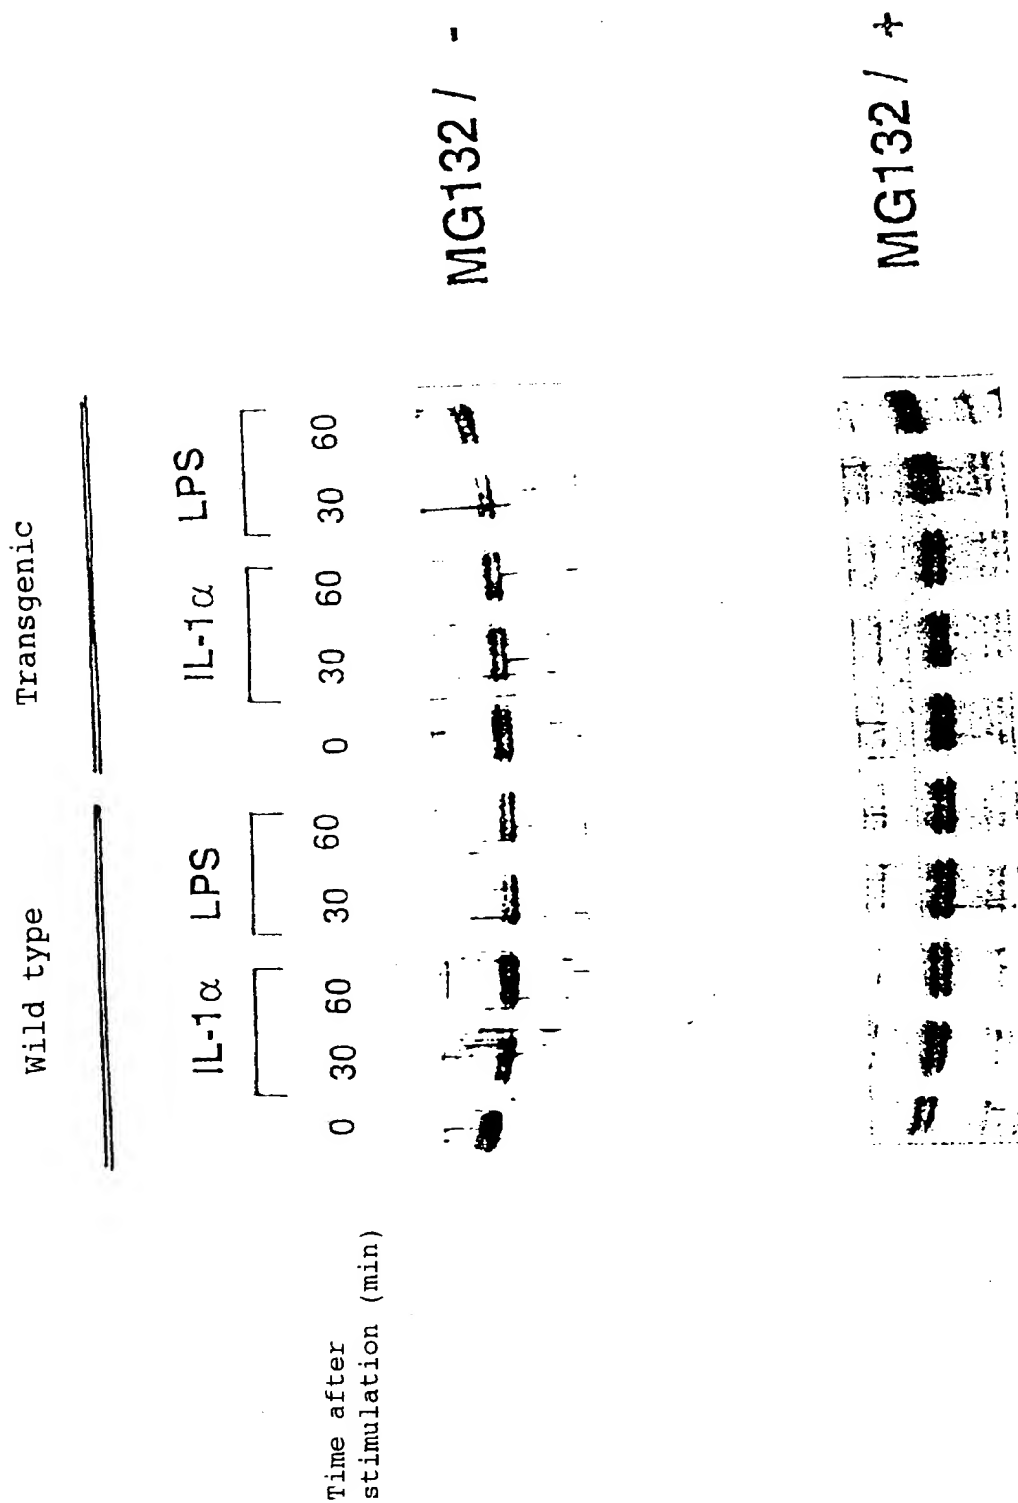 Wild type Transgenic
IL-1α LPS IL-1α LPS
Time after
stimulation (min)
0 30 60 30 60 0 30 60 30 60
MG132 / -
MG132 / +